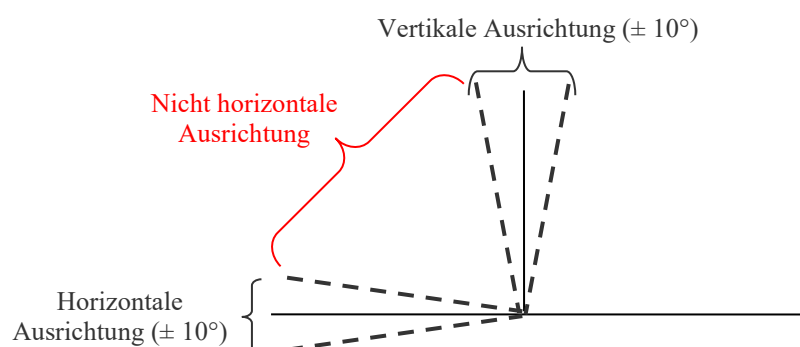 Vertikale Ausrichtung (± 10°)
Nicht horizontale
Ausrichtung
Horizontale
Ausrichtung (± 10°)